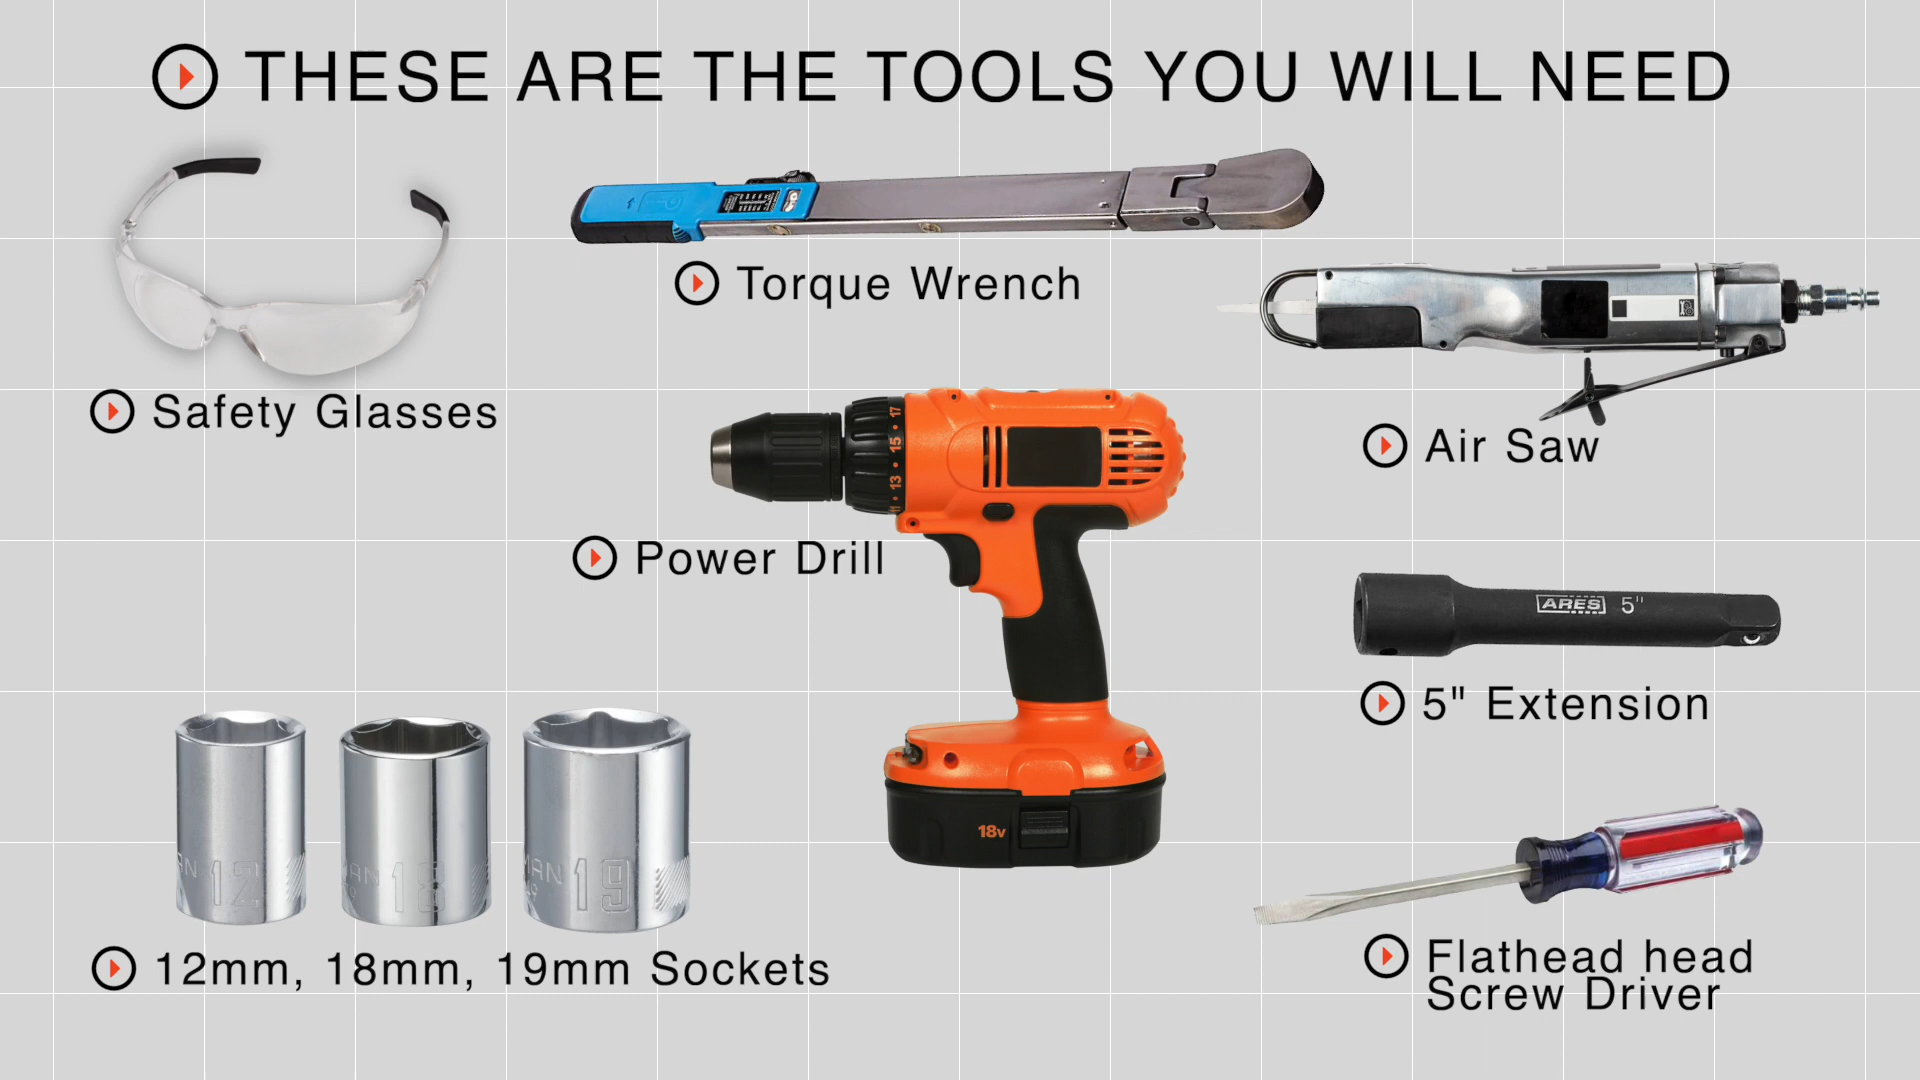 THESE ARE THE TOOLS YOU WILL NEED
Torque Wrench
Safety Glasses
Air Saw
17
15
13
11
Power Drill
ARES 5"
5" Extension
18v
12
18
19
12mm, 18mm, 19mm Sockets
Flathead head
Screw Driver